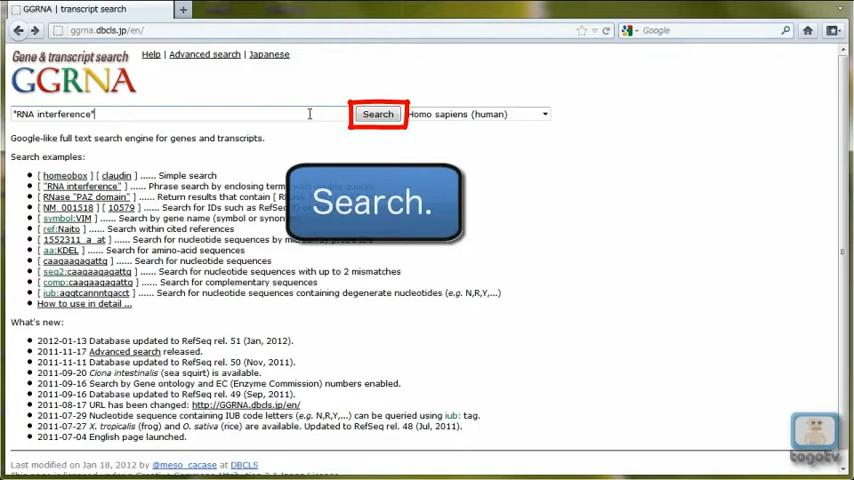 GGRNA | transcript search
ggrna.dbcls.jp/en/
Google
Gene & transcript search
GGRNA
Help | Advanced search | Japanese
"RNA interference"
Search
Homo sapiens (human)
Google-like full text search engine for genes and transcripts.
Search examples:
[ homeobox ] [ claudin ] ...... Simple search
[ "RNA interference" ] ...... Phrase search by enclosing
[ RNase "PAZ domain" ] ...... Return results that contain [
[ NM_001518 ] [ 10579 ] ...... Search for IDs such as RefSeq
[ symbol:VIM ] ...... Search by gene name (symbol or
[ ref:Naito ] ...... Search within cited references
[ 1552311_a_at ] ...... Search for nucleotide sequences by
[ aa:KDEL ] ...... Search for amino-acid sequences
[ caagaagagattg ] ...... Search for nucleotide sequences
[ seq2:caagaagagattg ] ...... Search for nucleotide sequences with up to 2 mismatches
[ comp:caagaagagattg ] ...... Search for complementary sequences
[ iub:aggtcannntgacct ] ...... Search for nucleotide sequences containing degenerate nucleotides (e.g. N,R,Y,...)
How to use in detail ...
Search.
What's new:
2012-01-13 Database updated to RefSeq rel. 51 (Jan, 2012).
2011-11-17 Advanced search released.
2011-11-11 Database updated to RefSeq rel. 50 (Nov, 2011).
2011-09-20 Ciona intestinalis (sea squirt) is available.
2011-09-16 Search by Gene ontology and EC (Enzyme Commission) numbers enabled.
2011-09-16 Database updated to RefSeq rel. 49 (Sep, 2011).
2011-08-17 URL has been changed: http://GGRNA.dbcls.jp/en/
2011-07-29 Nucleotide sequence containing IUB code letters (e.g. N,R,Y,...) can be queried using iub: tag.
2011-07-27 X. tropicalis (frog) and O. sativa (rice) are available. Updated to RefSeq rel. 48 (Jul, 2011).
2011-07-04 English page launched.
Last modified on Jan 18, 2012 by @meso_cacase at DBCLS
togotv